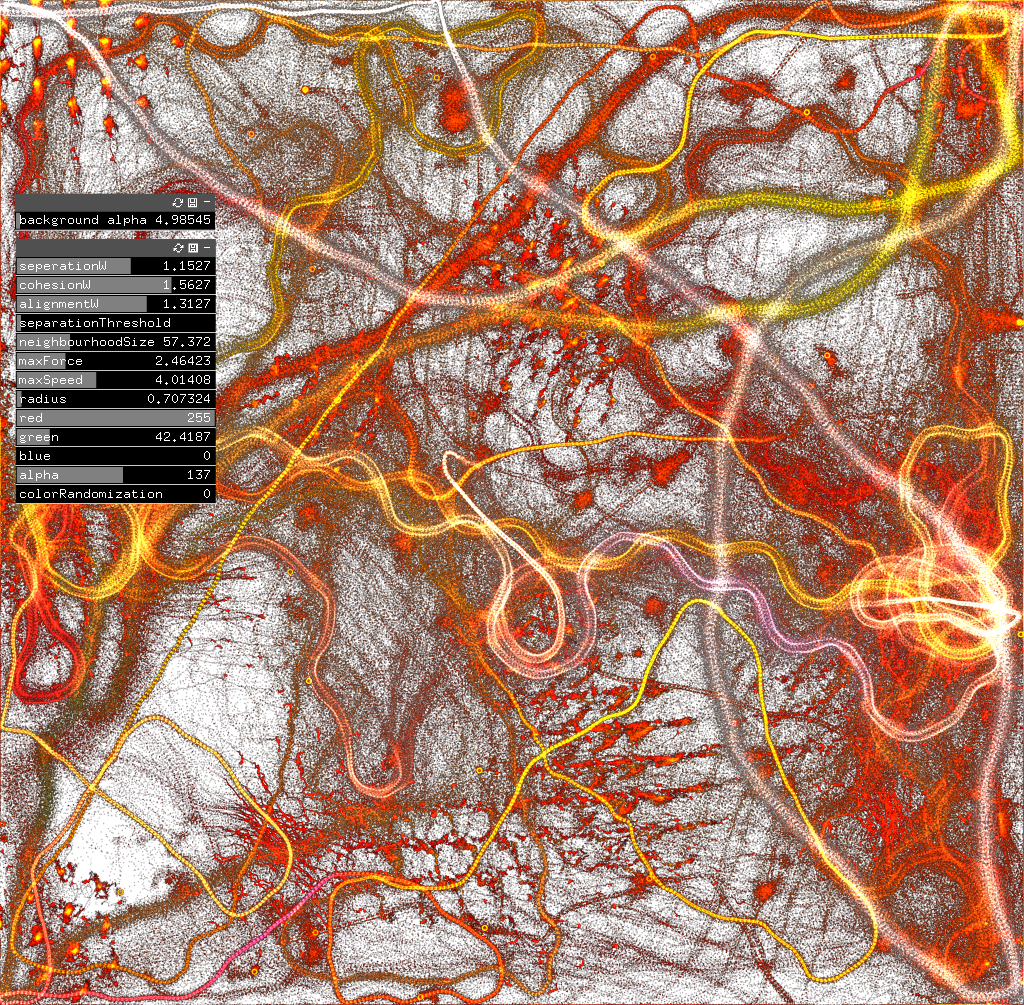 background alpha 4.98545
seperationW 1.1527
cohesionW 1.5627
alignmentW 1.3127
separationThreshold
neighbourhoodSize 57.372
maxForce 2.46423
maxSpeed 4.01408
radius 0.707324
red 255
green 42.4187
blue 0
alpha 137
colorRandomization 0